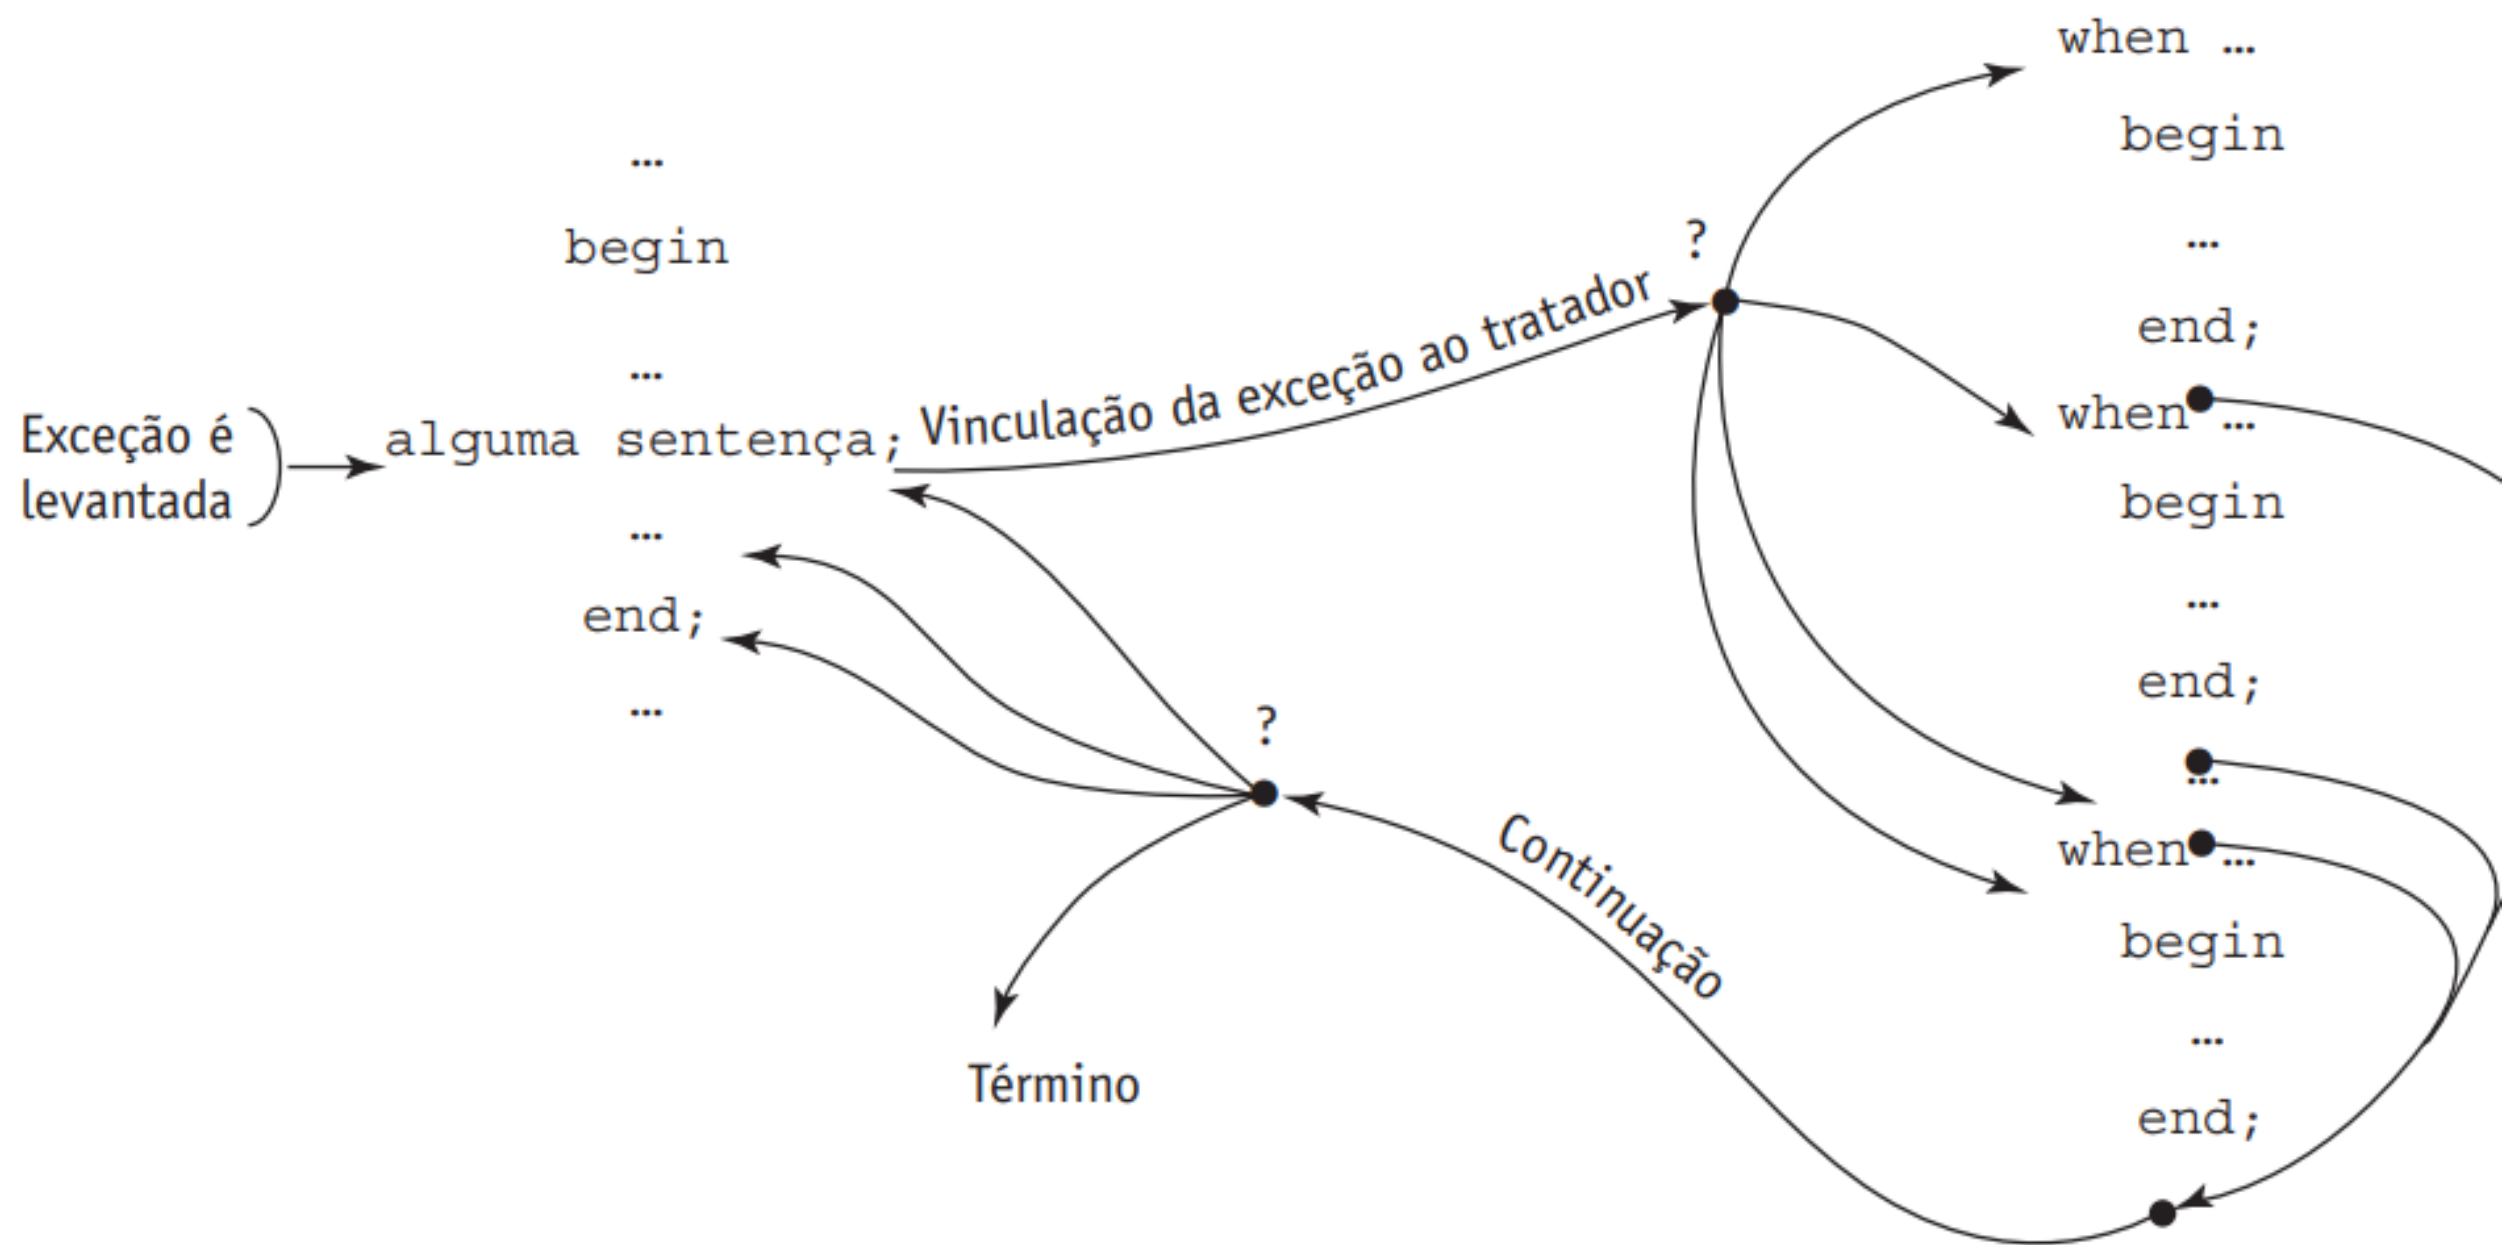 Exceção é
levantada
…
begin
…
alguma sentença;
…
end;
…
Vinculação da exceção ao tratador
?
when …
begin
…
end;
when …
begin
…
end;
…
when …
begin
…
end;
?
Continuação
Término